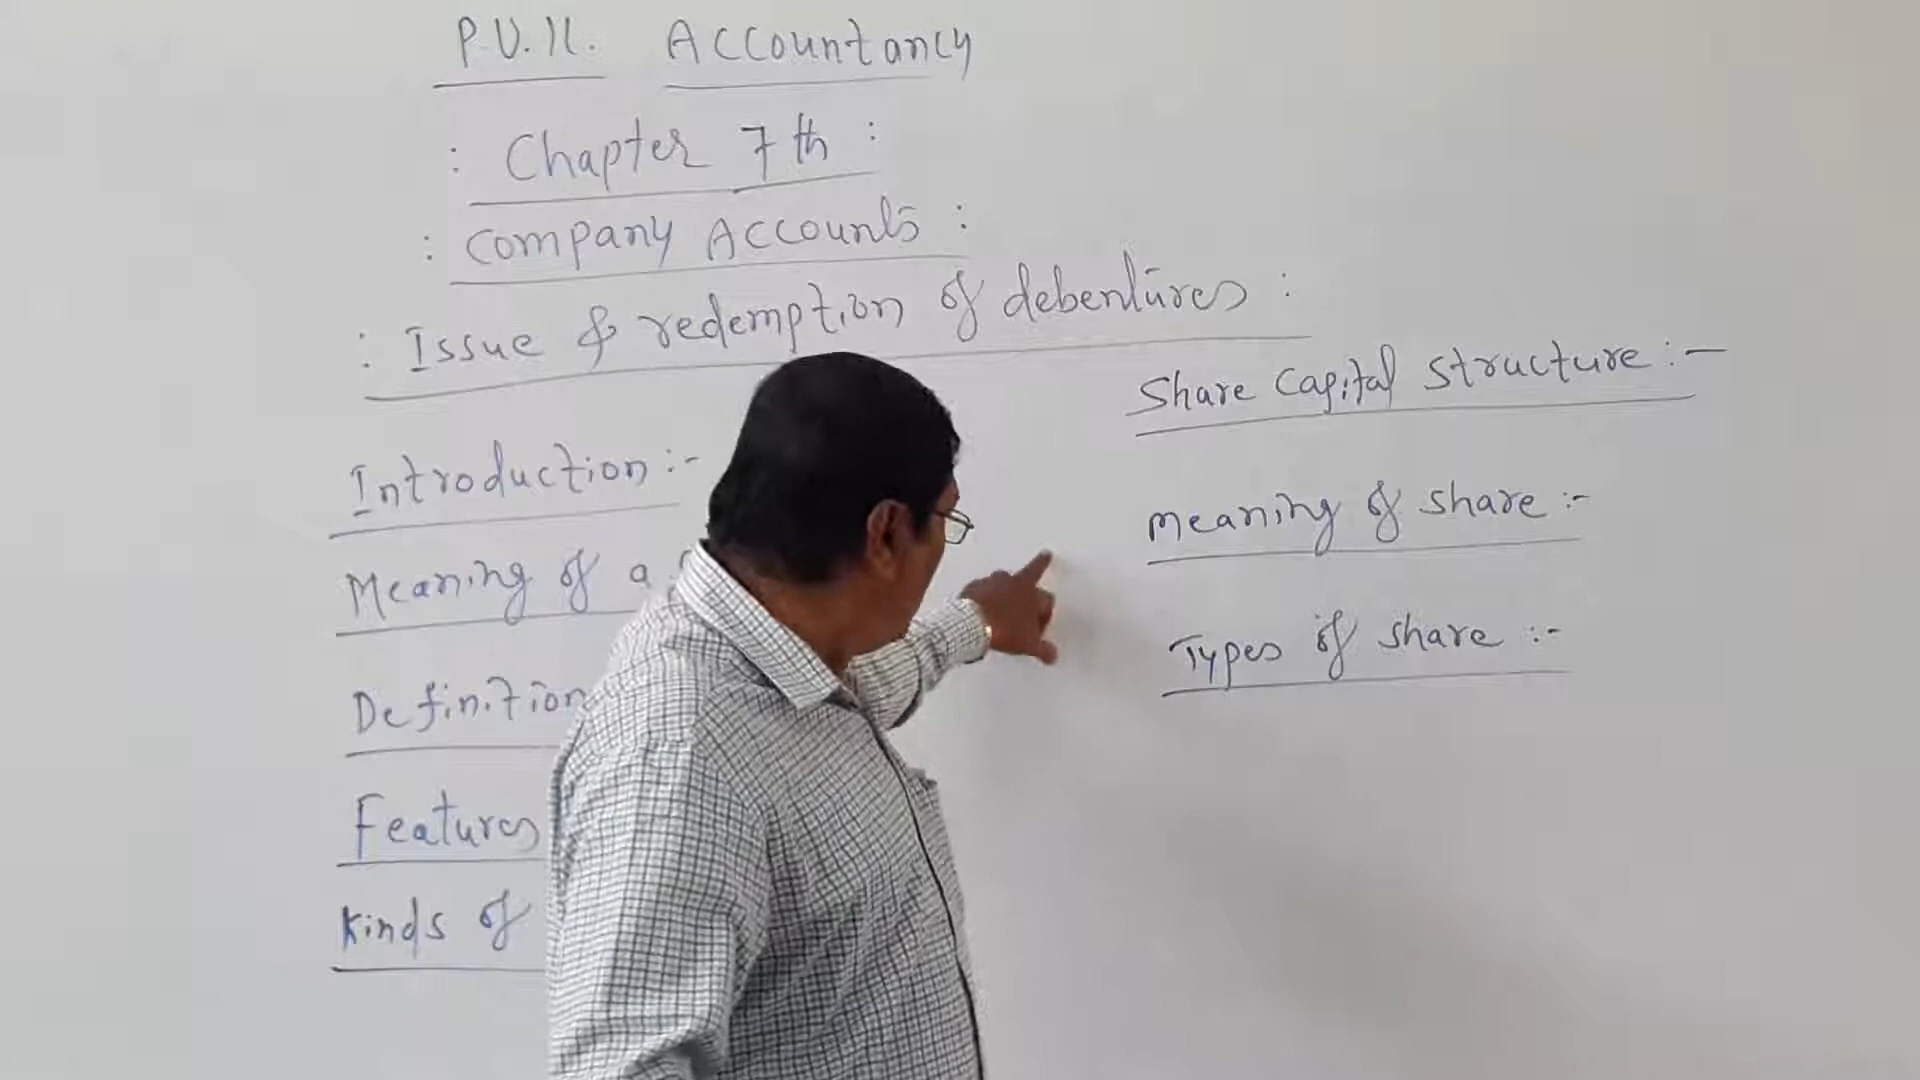 P.U.II. Accountancy
: Chapter 7th :
: Company Accounts :
: Issue & redemption of debentures :
Introduction :-
Meaning of a
Definition
Features
Kinds of
Share Capital Structure :-
Meaning of share :-
Types of share :-